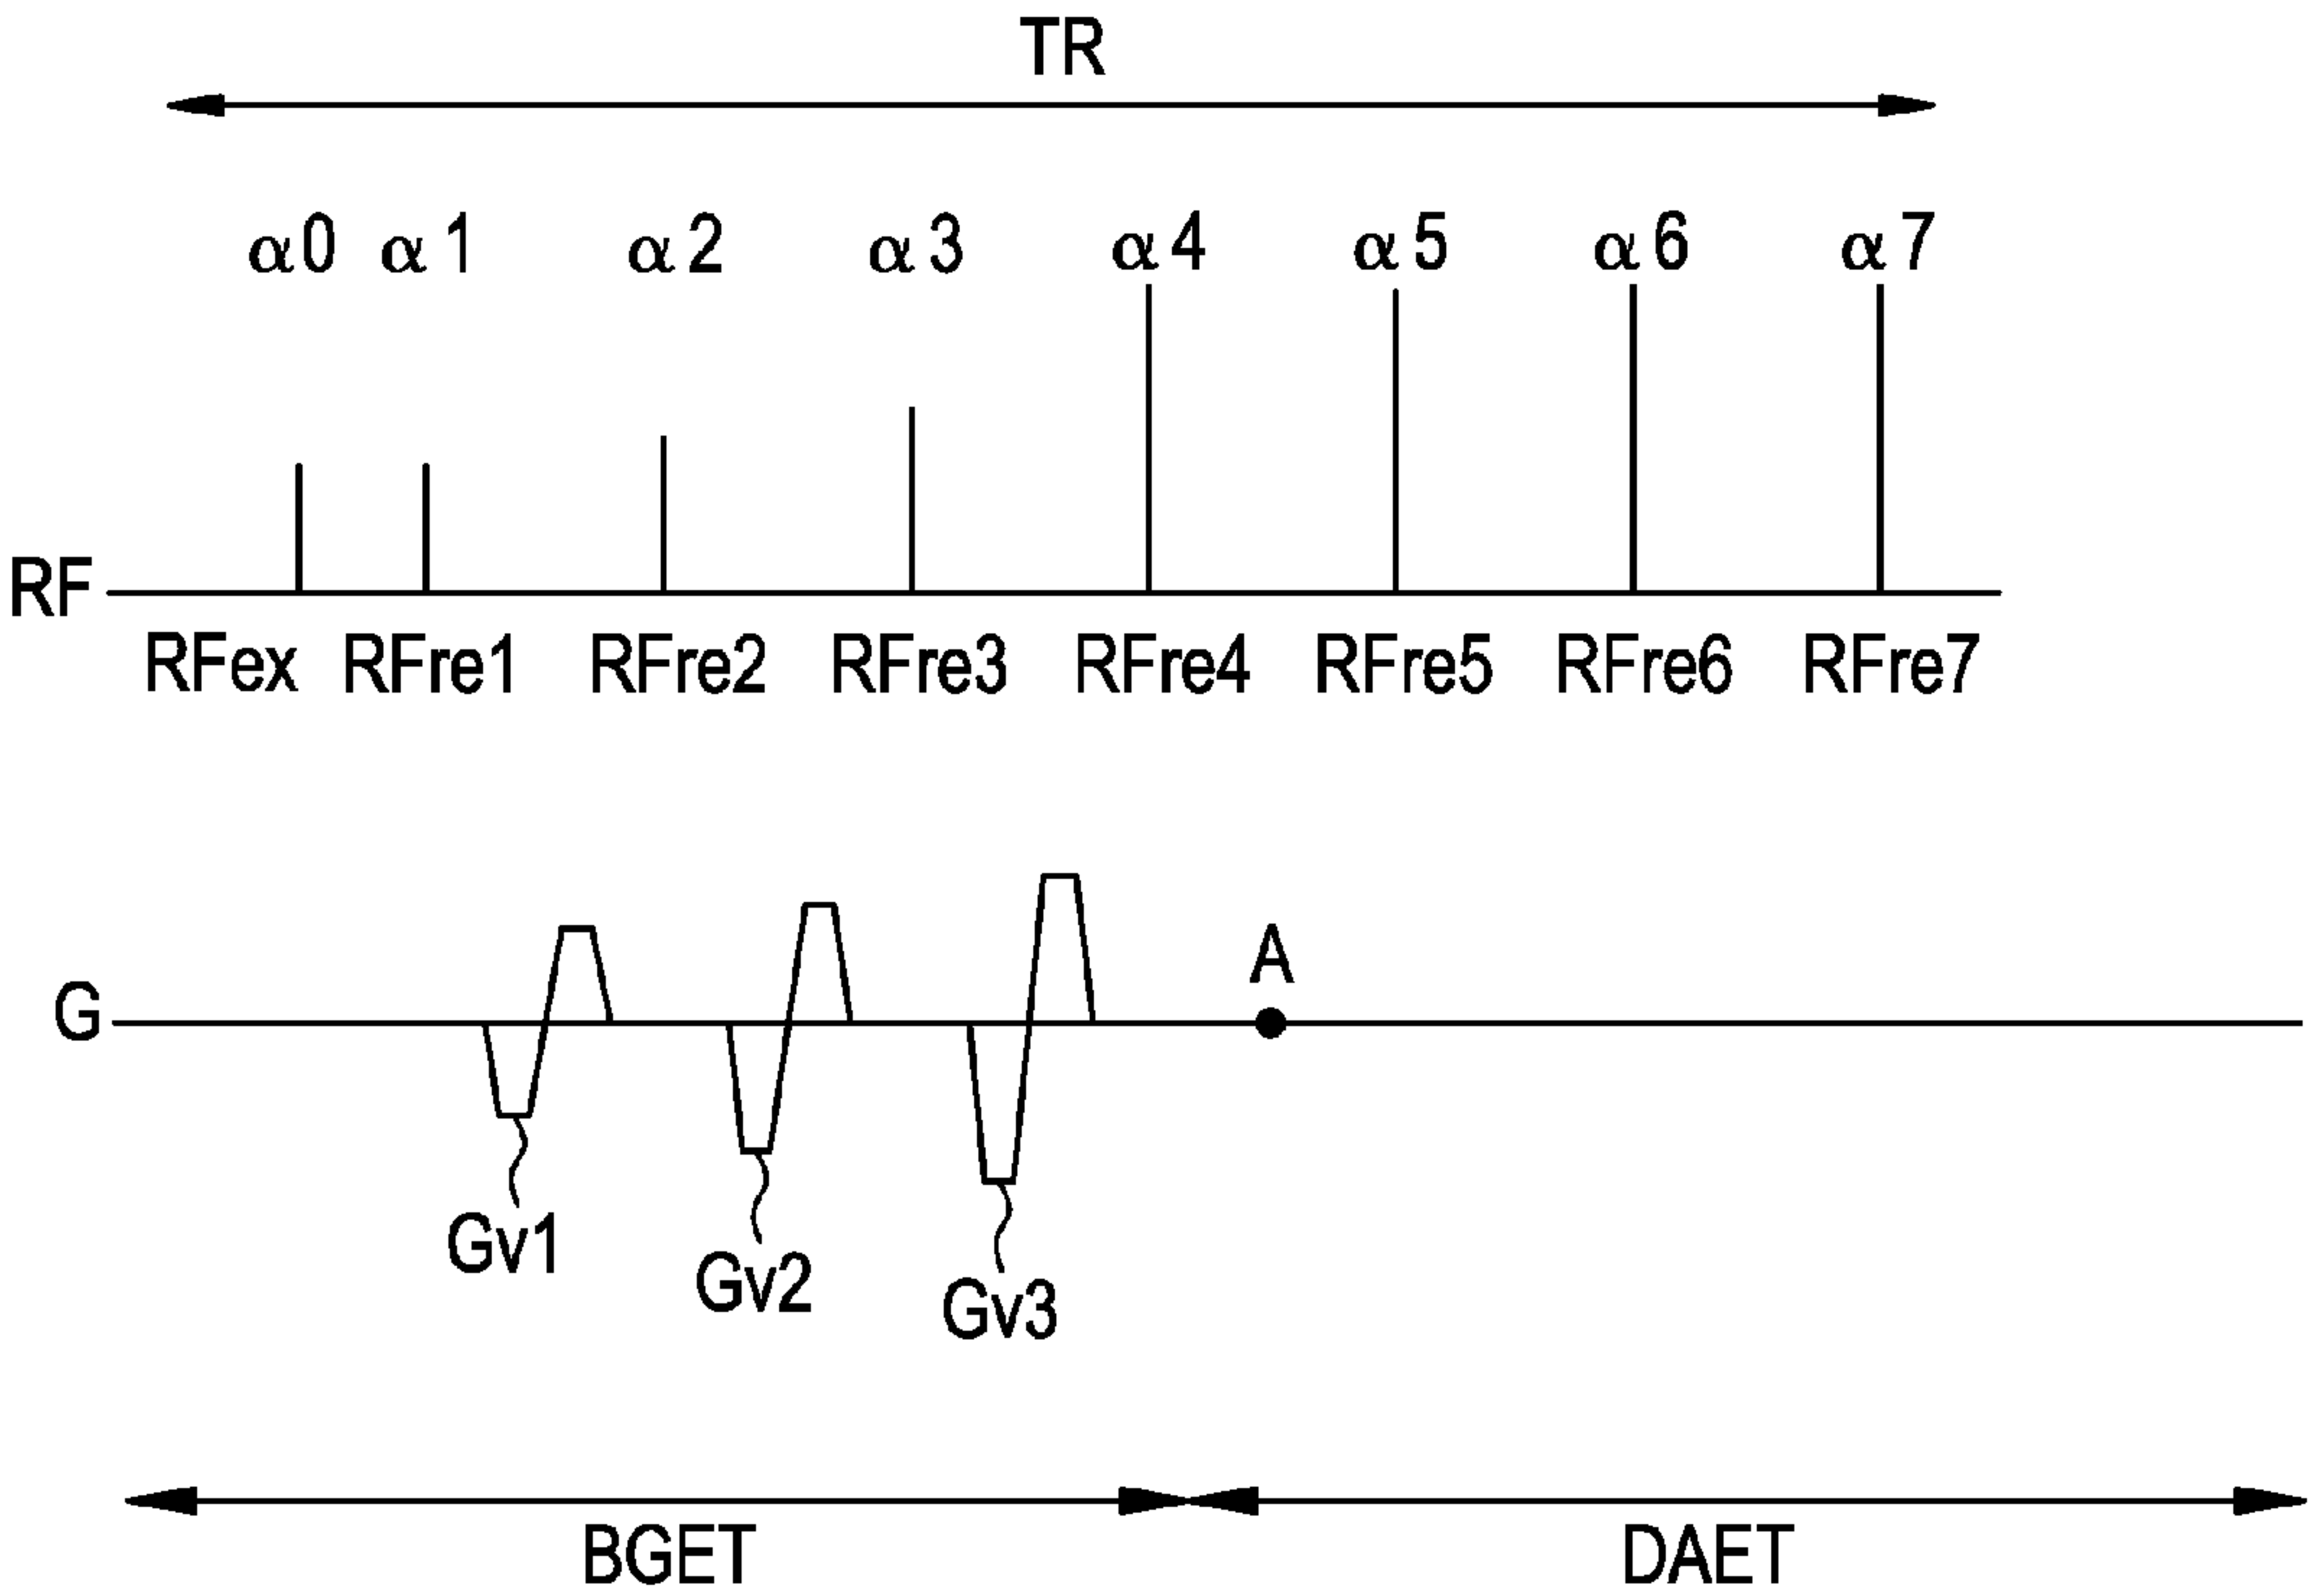 TR
α0 α1 α2 α3 α4 α5 α6 α7
RF
RFex RFre1 RFre2 RFre3 RFre4 RFre5 RFre6 RFre7
A
G
Gv1
Gv2
Gv3
BGET DAET